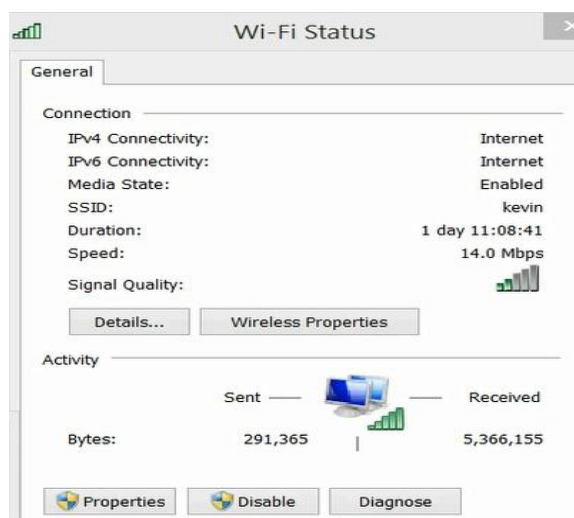 Wi-Fi Status
General
Connection
IPv4 Connectivity: Internet
IPv6 Connectivity: Internet
Media State: Enabled
SSID: kevin
Duration: 1 day 11:08:41
Speed: 14.0 Mbps
Signal Quality:
Details... Wireless Properties
Activity
Sent Received
Bytes: 291,365 5,366,155
Properties Disable Diagnose